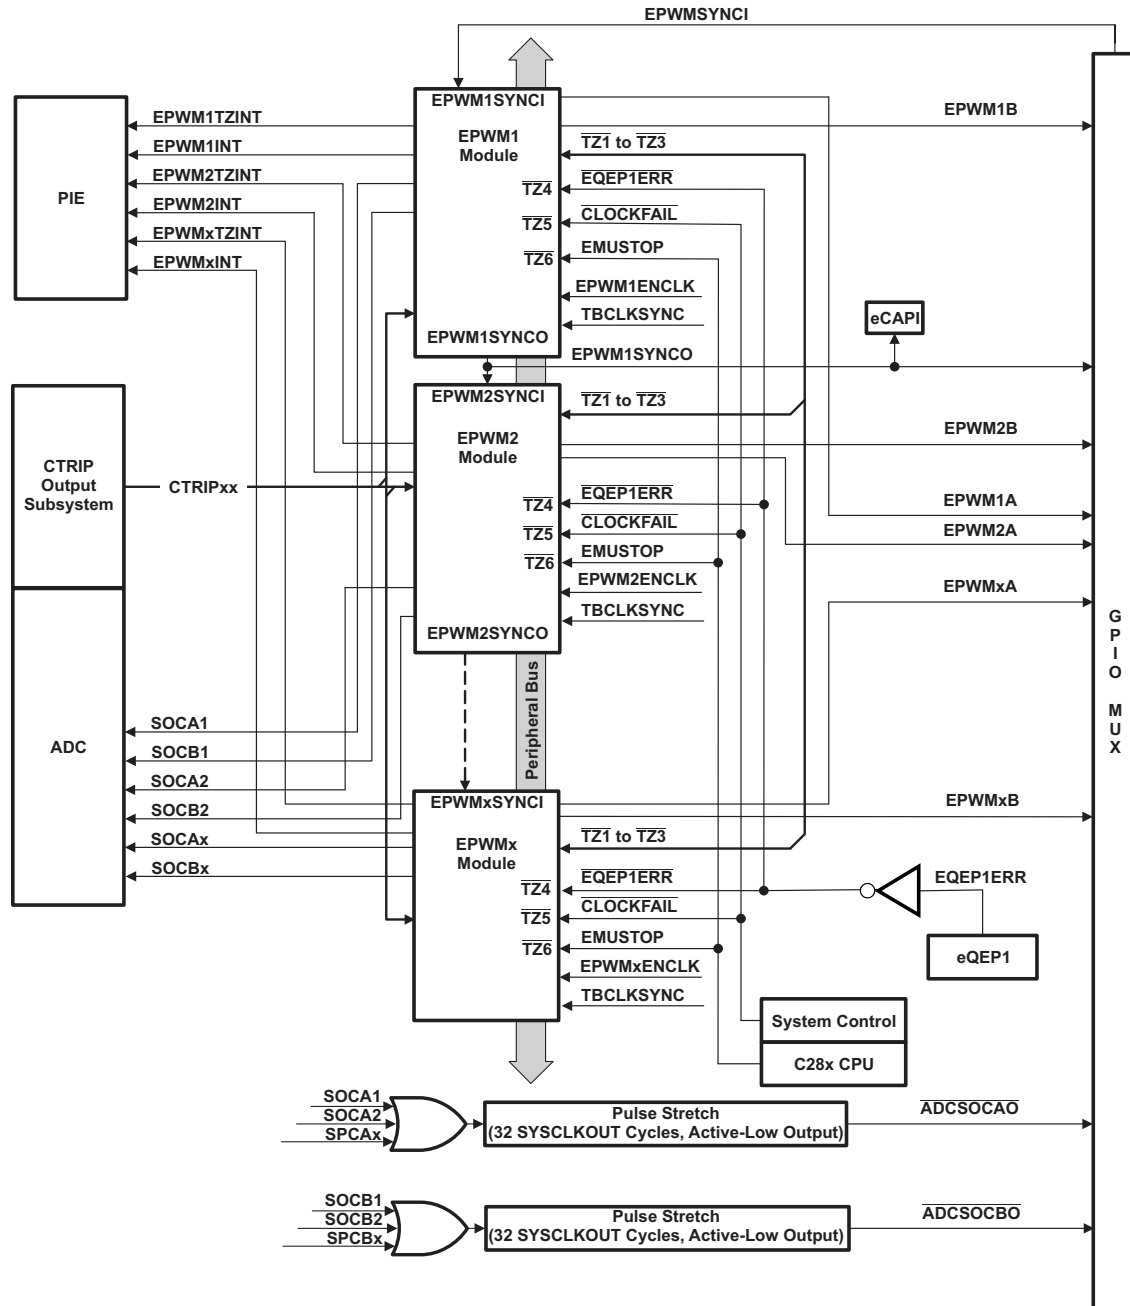 EPWMSYNCI
EPWM1SYNCI
EPWM1TZINT
EPWM1B
EPWM1
Module
TZ1 to TZ3
EPWM1INT
EPWM2TZINT
TZ4
EQEP1ERR
PIE
EPWM2INT
TZ5
CLOCKFAIL
EPWMxTZINT
TZ6
EMUSTOP
EPWMxINT
EPWM1ENCLK
TBCLKSYNC
eCAPI
EPWM1SYNCO
EPWM1SYNCO
EPWM2SYNCI
TZ1 to TZ3
EPWM2
Module
EPWM2B
CTRIP
Output
Subsystem
CTRIPxx
TZ4
EQEP1ERR
EPWM1A
TZ5
CLOCKFAIL
EPWM2A
TZ6
EMUSTOP
EPWM2ENCLK
EPWMxA
TBCLKSYNC
EPWM2SYNCO
GPIO MUX
Peripheral Bus
SOCA1
ADC
SOCB1
SOCA2
SOCB2
SOCAx
SOCBx
EPWMxSYNCI
EPWMxB
EPWMx
Module
TZ1 to TZ3
TZ4
EQEP1ERR
EQEP1ERR
TZ5
CLOCKFAIL
TZ6
EMUSTOP
eQEP1
EPWMxENCLK
TBCLKSYNC
System Control
C28x CPU
SOCA1
SOCA2
SPCAx
Pulse Stretch
(32 SYSCLKOUT Cycles, Active-Low Output)
ADCSOCAO
SOCB1
SOCB2
SPCBx
Pulse Stretch
(32 SYSCLKOUT Cycles, Active-Low Output)
ADCSOCBO